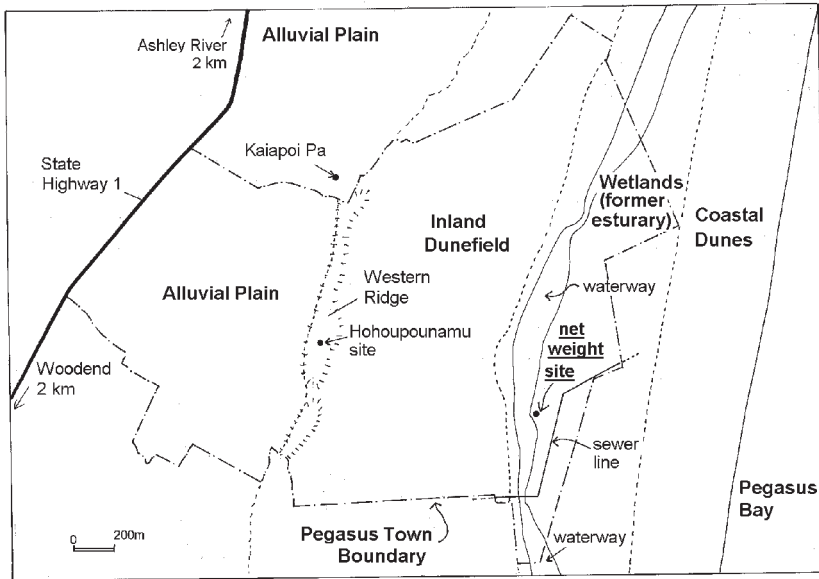 Ashley River
2 km
Alluvial Plain
State
Highway 1
Kaiapoi Pa
Wetlands
(former
esturary)
Inland
Dunefield
Coastal
Dunes
Alluvial Plain
Western
Ridge
waterway
Hohoupounamu
site
net
weight
site
Woodend
2 km
sewer
line
Pegasus
Bay
Pegasus Town
Boundary
waterway
0 200m